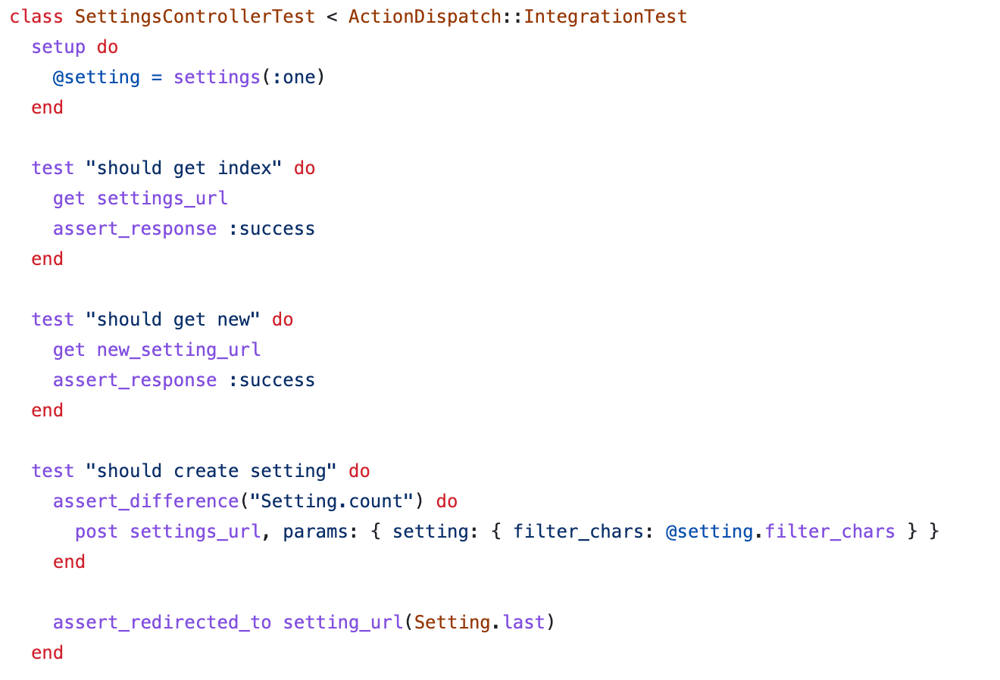 class SettingsControllerTest < ActionDispatch::IntegrationTest
  setup do
    @setting = settings(:one)
  end

  test "should get index" do
    get settings_url
    assert_response :success
  end

  test "should get new" do
    get new_setting_url
    assert_response :success
  end

  test "should create setting" do
    assert_difference("Setting.count") do
      post settings_url, params: { setting: { filter_chars: @setting.filter_chars } }
    end

    assert_redirected_to setting_url(Setting.last)
  end